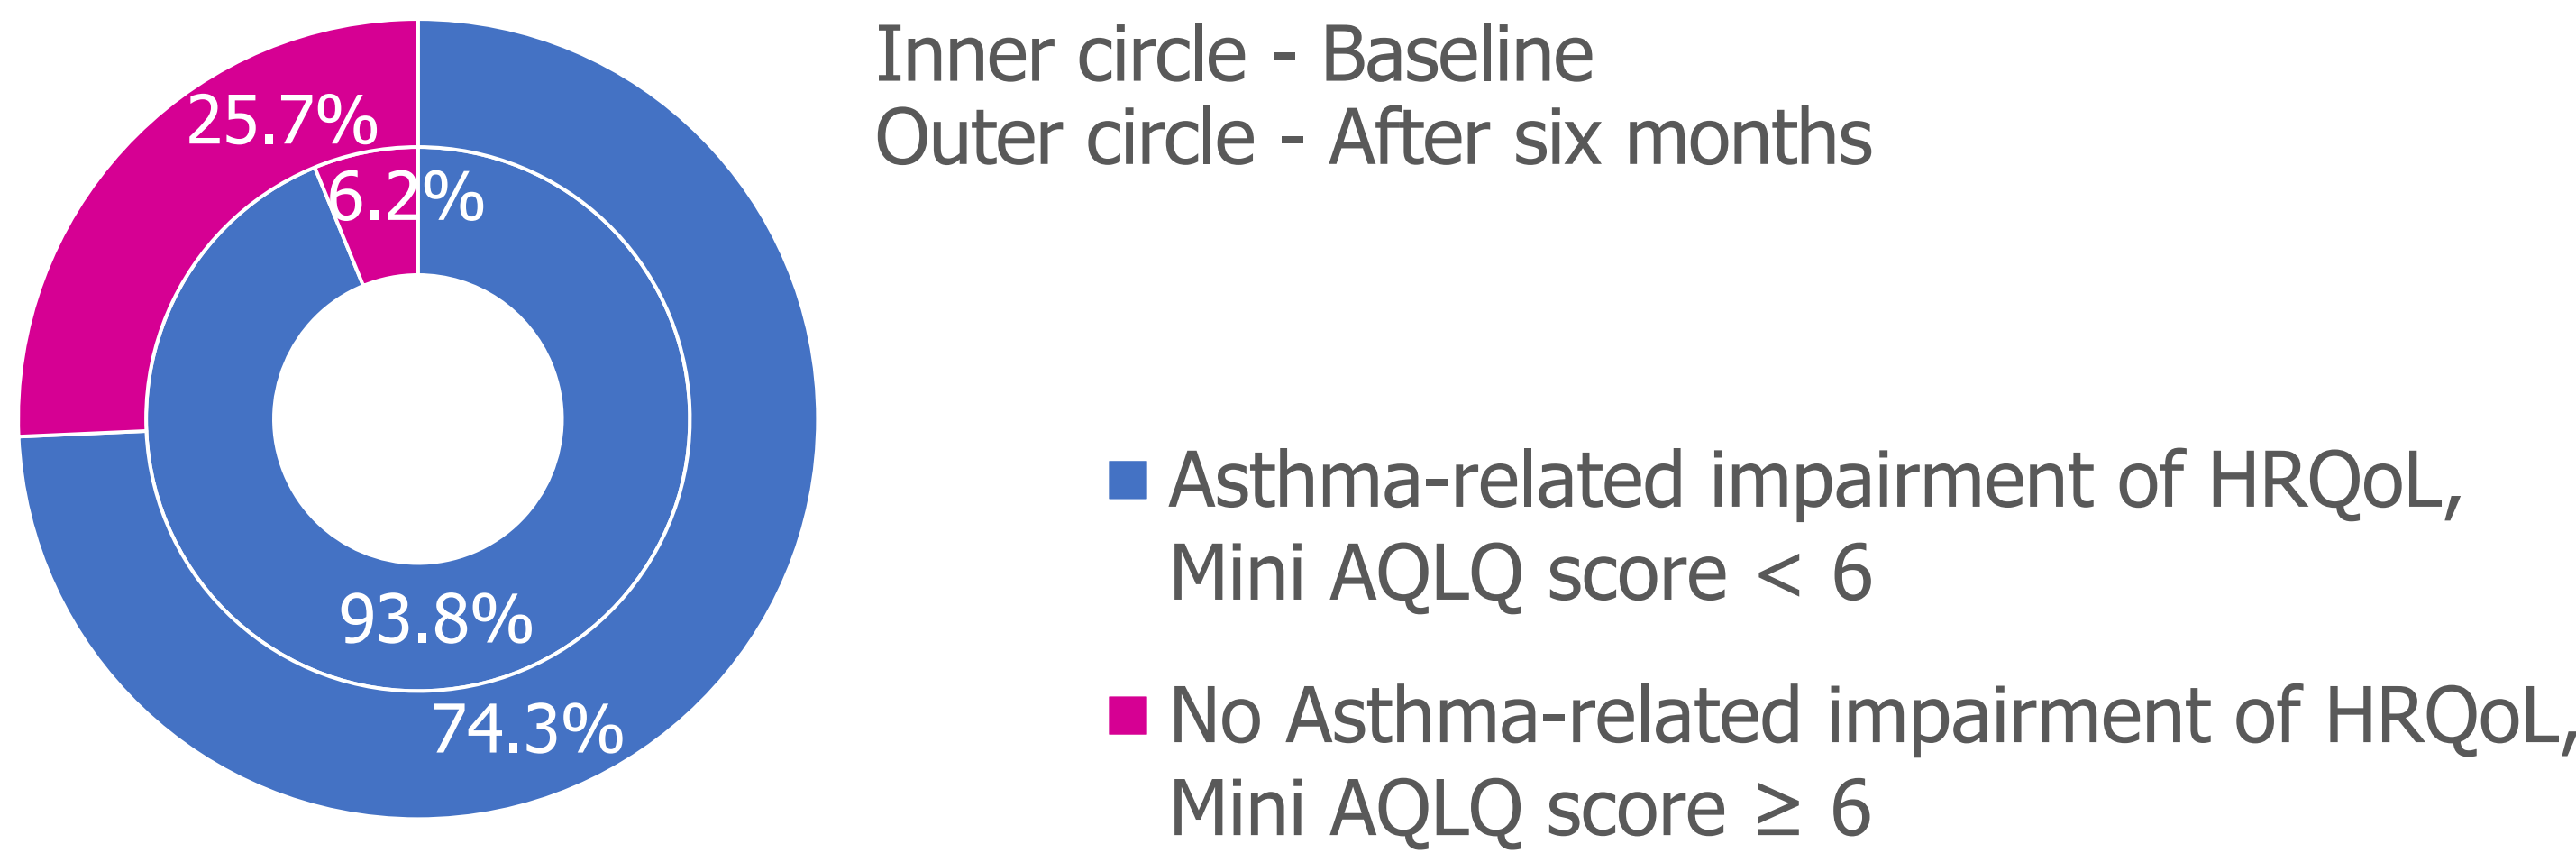 Inner circle - Baseline
Outer circle - After six months
25.7%
6.2%
93.8%
74.3%
Asthma-related impairment of HRQoL,
Mini AQLQ score < 6
No Asthma-related impairment of HRQoL,
Mini AQLQ score ≥ 6